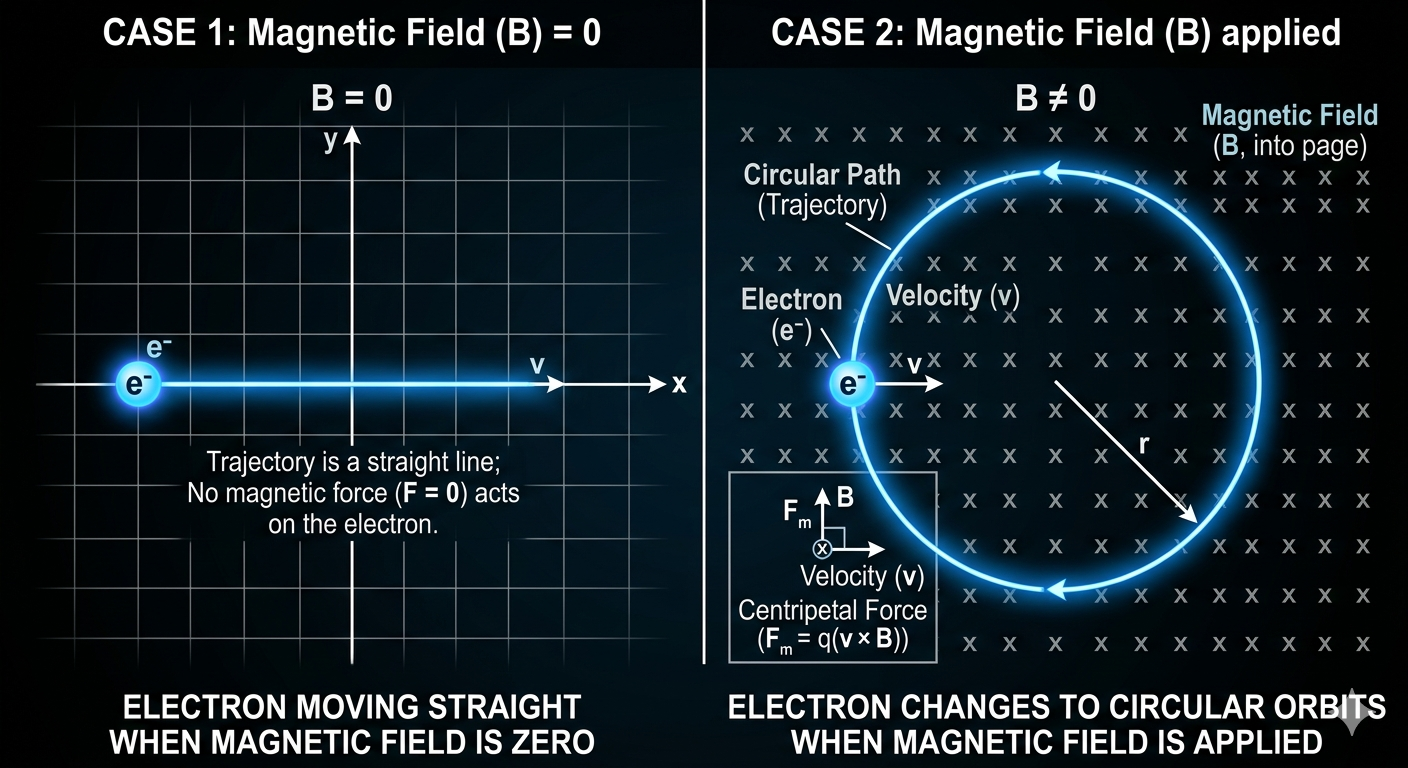 CASE 1: Magnetic Field (B) = 0
B = 0
y
e⁻
e⁻
v
x
Trajectory is a straight line;
No magnetic force (F = 0) acts
on the electron.
ELECTRON MOVING STRAIGHT
WHEN MAGNETIC FIELD IS ZERO
CASE 2: Magnetic Field (B) applied
B ≠ 0
Magnetic Field
(B, into page)
Circular Path
(Trajectory)
Electron
(e⁻)
Velocity (v)
e⁻
v
r
Fₘ
B
x
Velocity (v)
Centripetal Force
(Fₘ = q(v × B))
ELECTRON CHANGES TO CIRCULAR ORBITS
WHEN MAGNETIC FIELD IS APPLIED